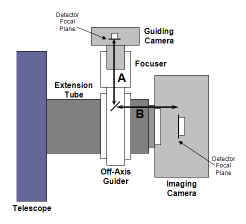 Detector
Focal
Plane
Guiding
Camera
Focuser
A
Extension
Tube
B
Detector
Focal
Plane
Off-Axis
Guider
Imaging
Camera
Telescope